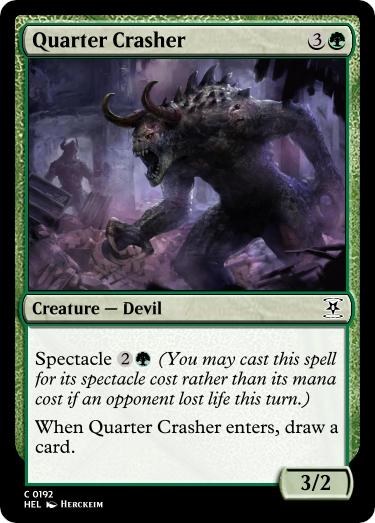 Quarter Crasher 3
Creature — Devil
Spectacle 2 (You may cast this spell
for its spectacle cost rather than its mana
cost if an opponent lost life this turn.)
When Quarter Crasher enters, draw a
card.
3/2
C 0192
HEL Herckeim